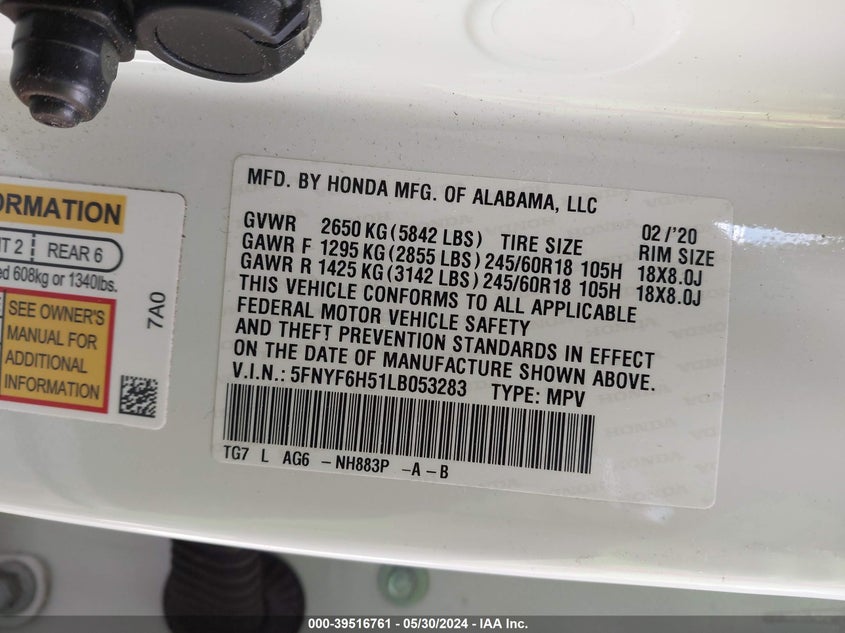 ORMATION
T 2 | REAR 6
ed 608kg or 1340lbs.
SEE OWNER'S
MANUAL FOR
ADDITIONAL
INFORMATION
7A0
MFD. BY HONDA MFG. OF ALABAMA, LLC
GVWR 2650 KG (5842 LBS) TIRE SIZE 02/'20 RIM SIZE
GAWR F 1295 KG (2855 LBS) 245/60R18 105H 18X8.0J
GAWR R 1425 KG (3142 LBS) 245/60R18 105H 18X8.0J
THIS VEHICLE CONFORMS TO ALL APPLICABLE
FEDERAL MOTOR VEHICLE SAFETY
AND THEFT PREVENTION STANDARDS IN EFFECT
ON THE DATE OF MANUFACTURE SHOWN ABOVE.
V.I.N.: 5FNYF6H51LB053283 TYPE: MPV
TG7 L AG6 -NH883P -A-B
000-39516761 - 05/30/2024 - IAA Inc.